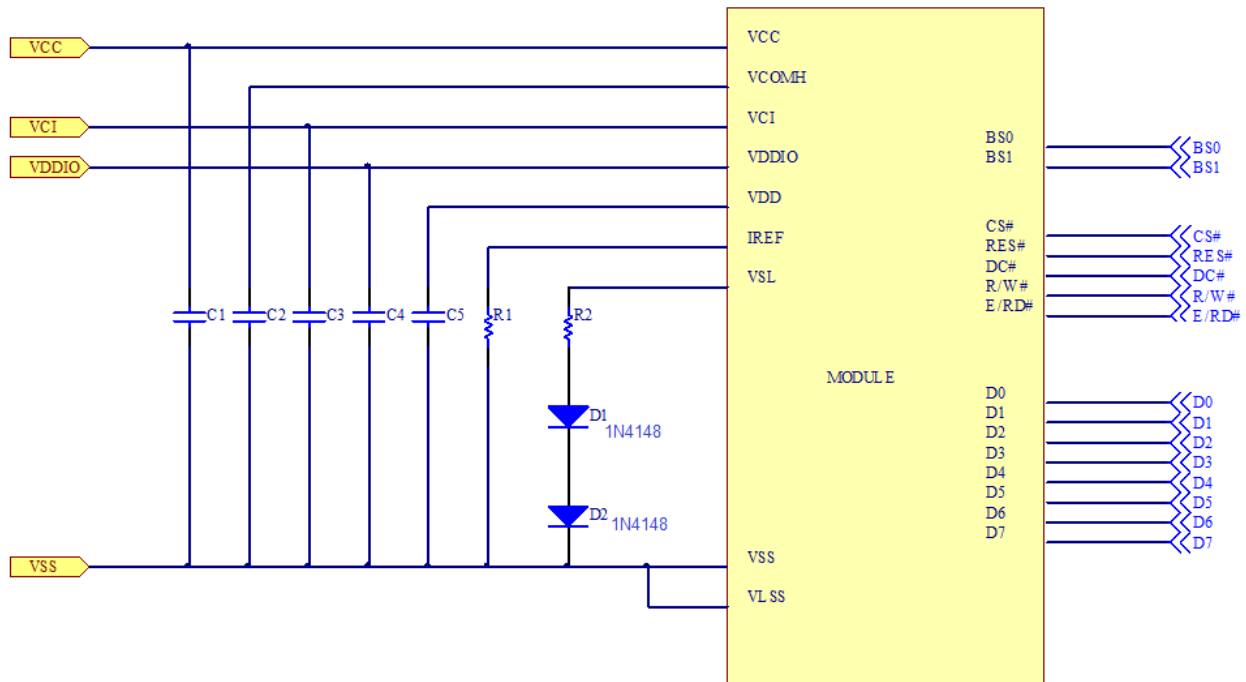 VCC
VCC
VCOMH
VCI
VCI
BS0
BS0
VDDIO
VDDIO
BS1
BS1
VDD
CS#
CS#
IREF
RES#
RES#
DC#
DC#
VSL
R/W#
R/W#
E/RD#
E/RD#
C1
C2
C3
C4
C5
R1
R2
MODULE
D0
D0
D1
D1
D1
1N4148
D2
D2
D3
D3
D4
D4
D5
D5
D2
1N4148
D6
D6
D7
D7
VSS
VSS
VLSS